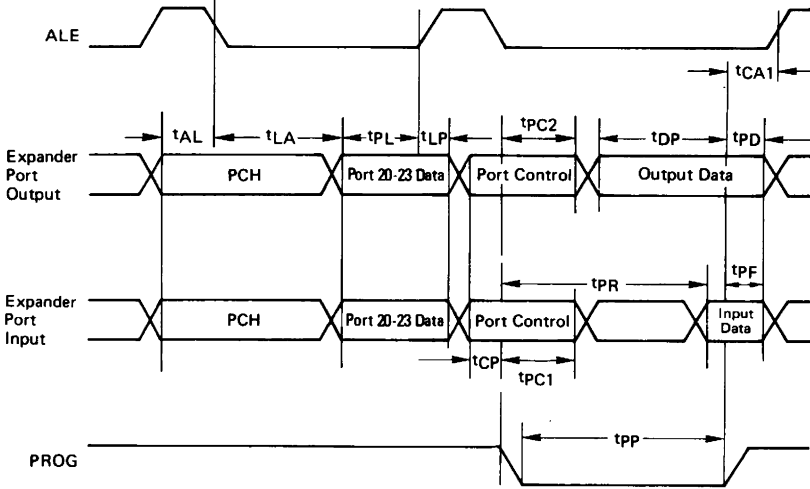 ALE
tCA1
tAL
tLA
tPL
tLP
tPC2
tDP
tPD
Expander
Port
Output
PCH
Port 20-23 Data
Port Control
Output Data
tPR
tPF
Expander
Port
Input
PCH
Port 20-23 Data
Port Control
Input
Data
tCP
tPC1
tPP
PROG